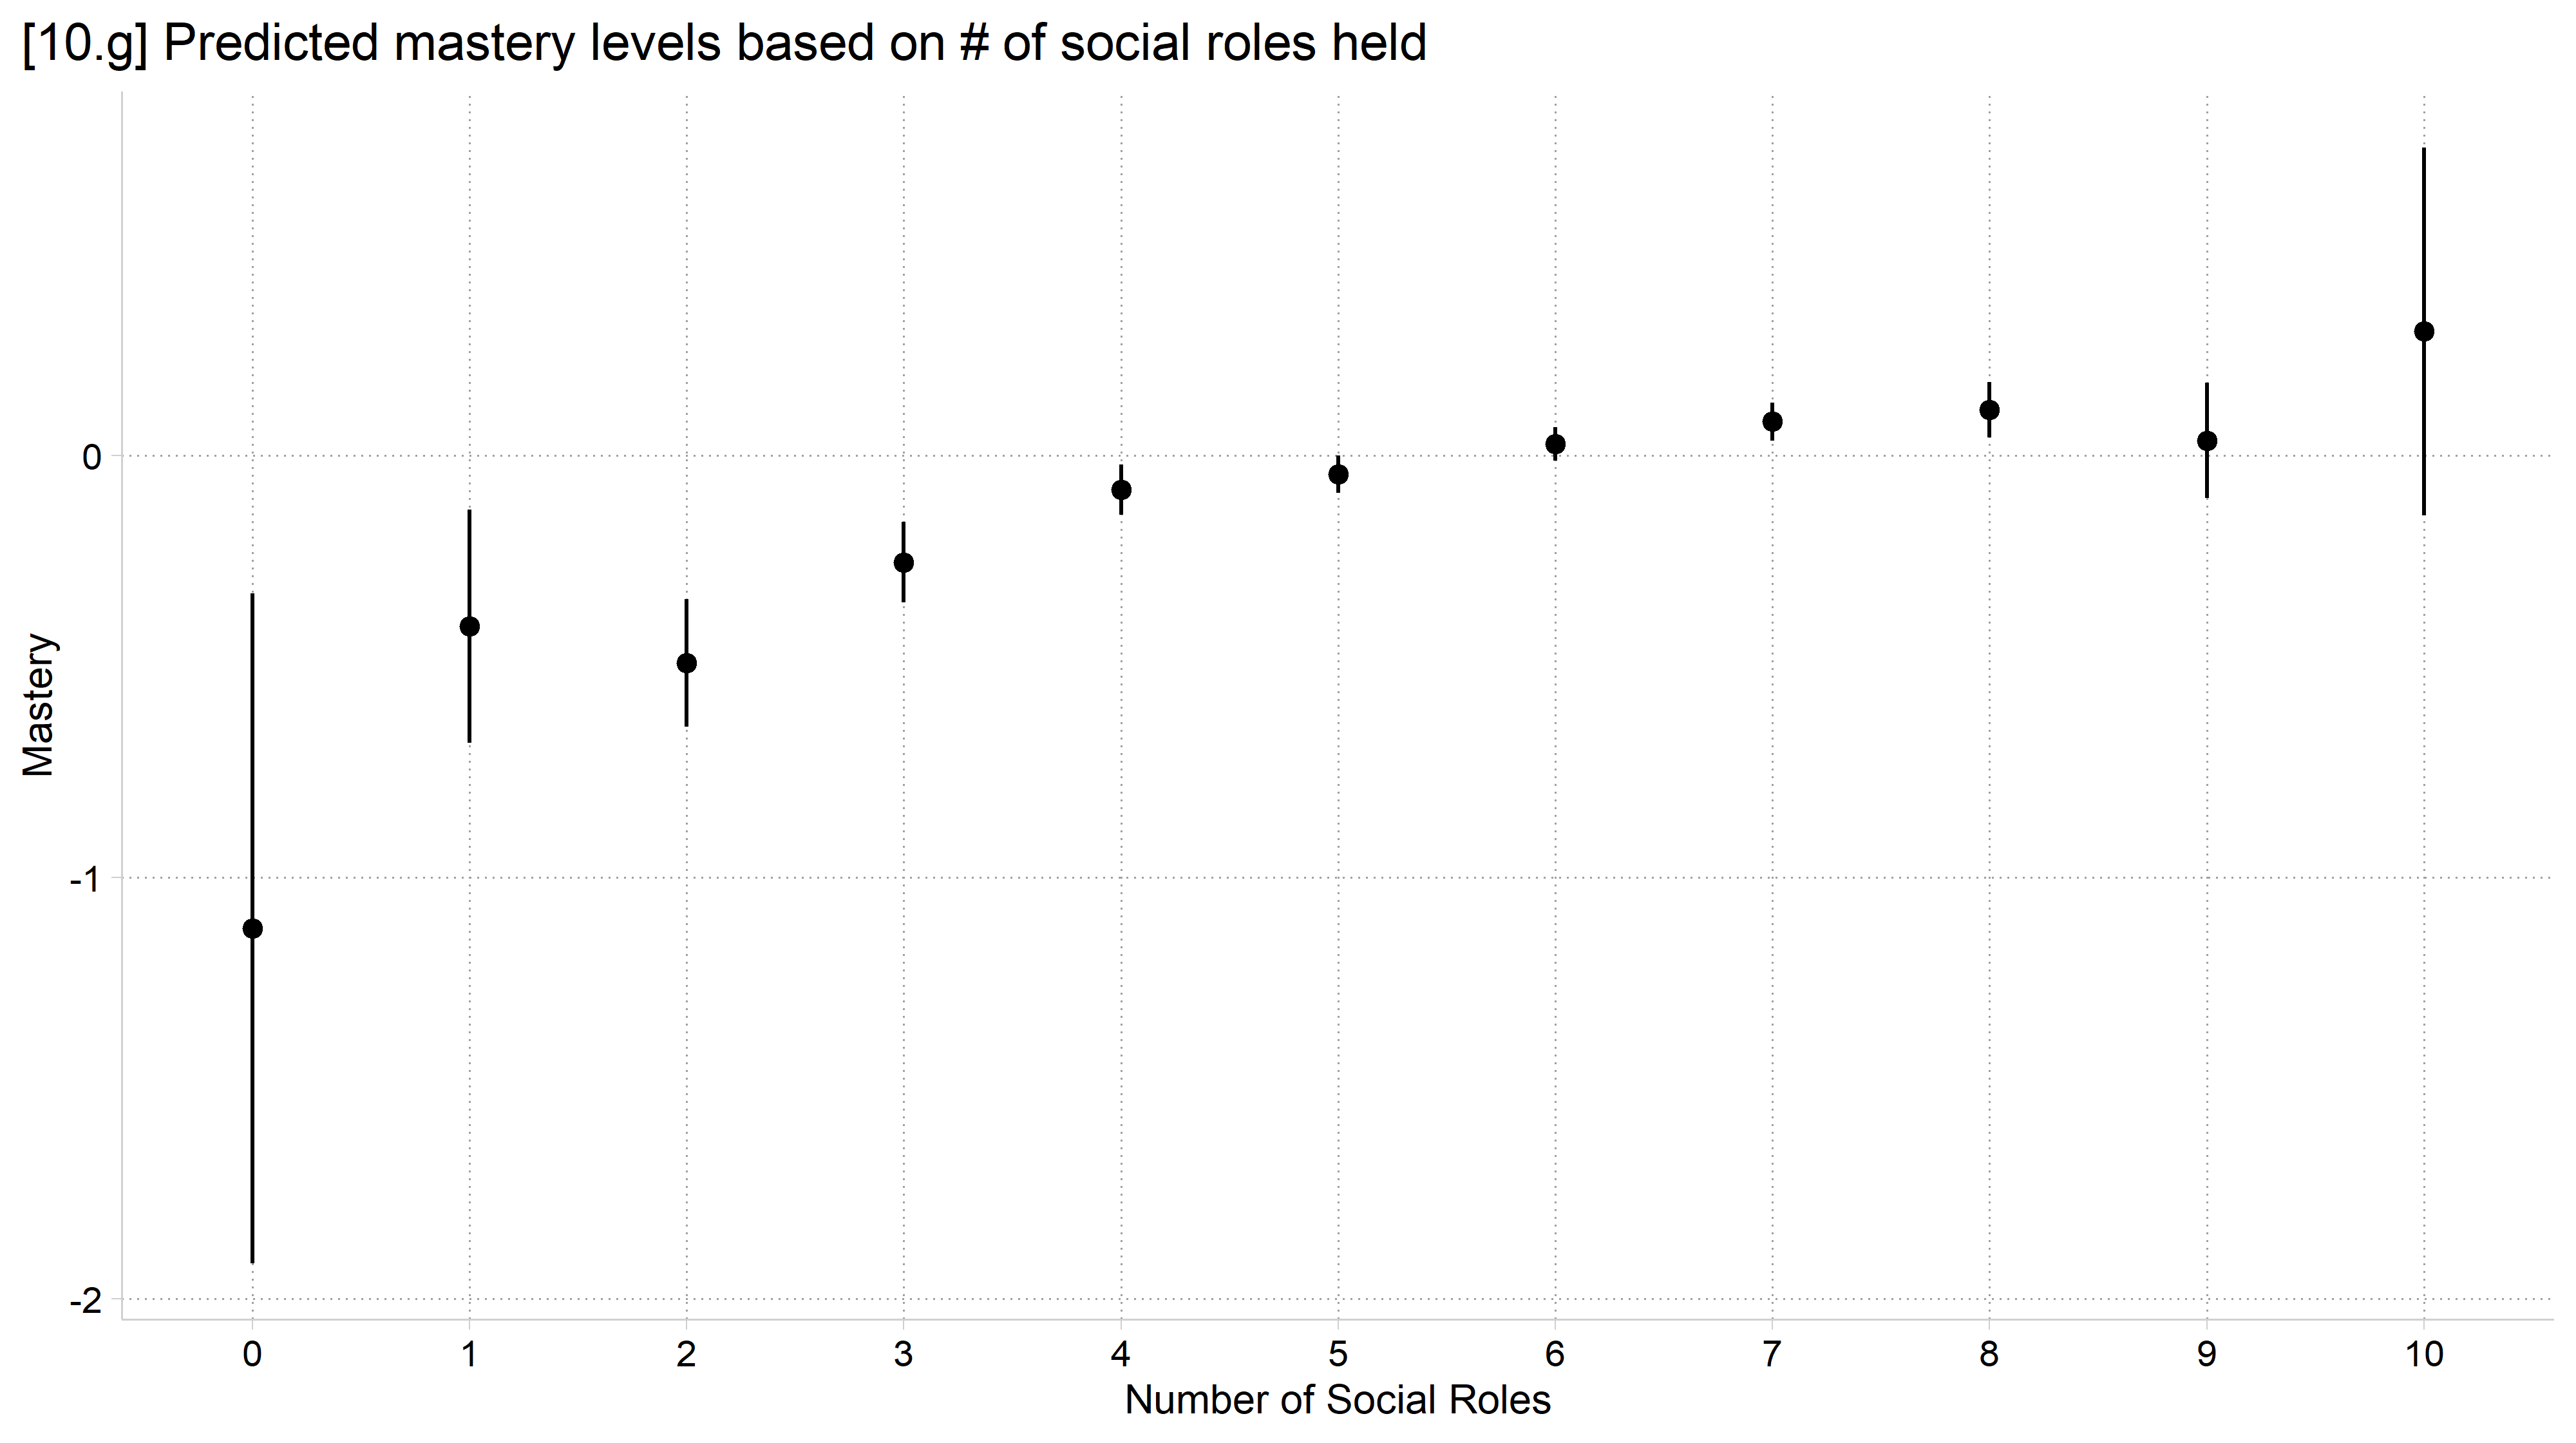 [10.g] Predicted mastery levels based on # of social roles held
Mastery
0
-1
-2
0 1 2 3 4 5 6 7 8 9 10
Number of Social Roles